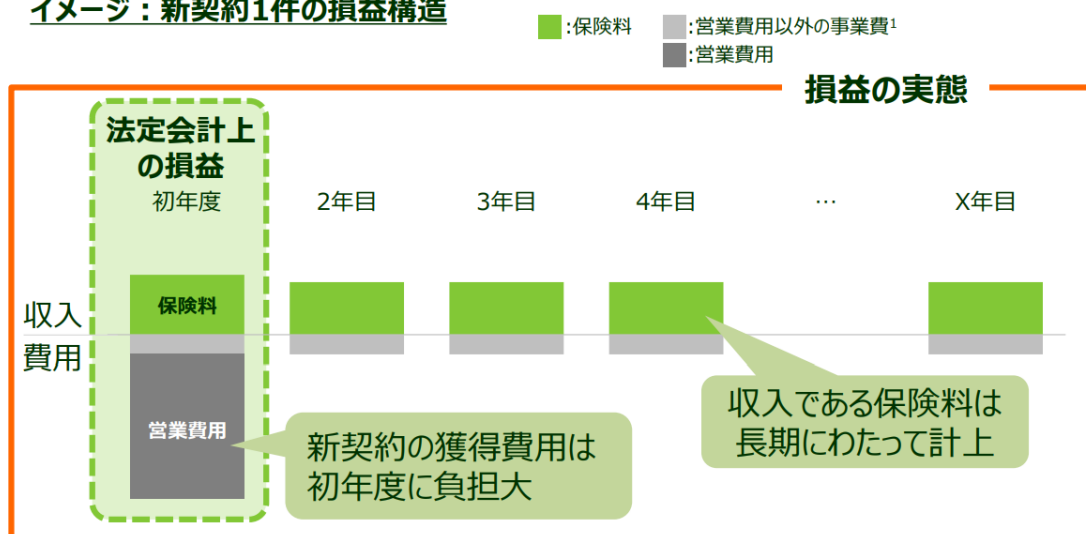 イメージ：新契約1件の損益構造
:保険料
:営業費用以外の事業費¹
:営業費用
損益の実態
法定会計上
の損益
初年度
2年目
3年目
4年目
…
X年目
保険料
収入
費用
営業費用
新契約の獲得費用は
初年度に負担大
収入である保険料は
長期にわたって計上